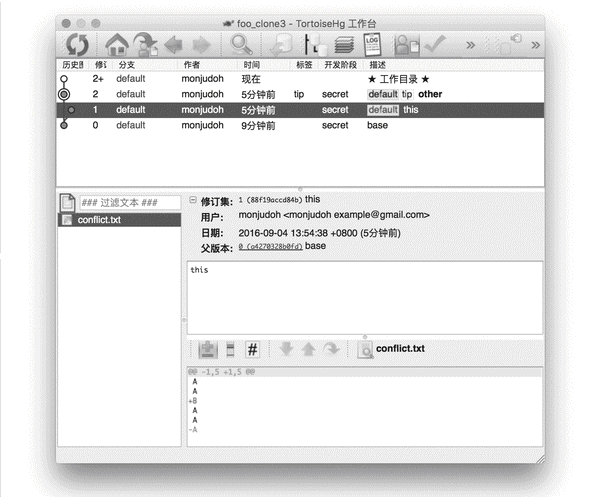 foo_clone3 - TortoiseHg 工作台
LOG
历史图 修订 分支 作者 时间 标签 开发阶段 描述
2+ default monjudoh 现在 ★ 工作目录 ★
2 default monjudoh 5分钟前 tip secret default tip other
1 default monjudoh 5分钟前 secret default this
0 default monjudoh 9分钟前 secret base
### 过滤文本 ###
conflict.txt
修订集: 1 (88f19accd84b) this
用户: monjudoh <monjudoh example@gmail.com>
日期: 2016-09-04 13:54:38 +0800 (5分钟前)
父版本: 0 (a4270328b0fd) base
this
# conflict.txt
@@ -1,5 +1,5 @@
A
A
+B
A
A
-A